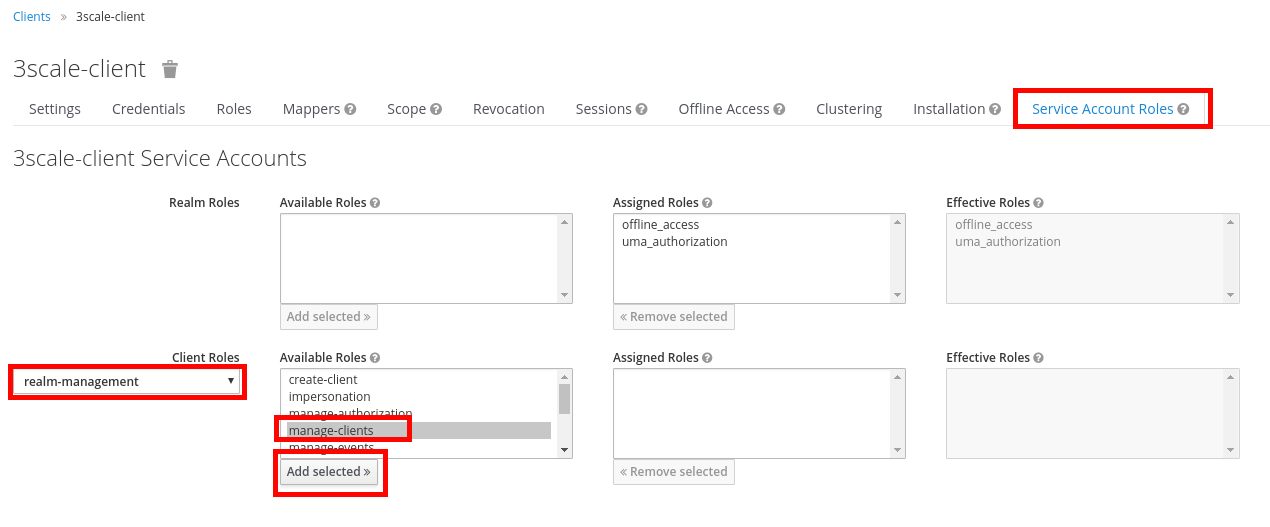 Clients » 3scale-client
3scale-client
Settings Credentials Roles Mappers ? Scope ? Revocation Sessions ? Offline Access ? Clustering Installation ? Service Account Roles ?
3scale-client Service Accounts
Realm Roles Available Roles ? Assigned Roles ? Effective Roles ?
offline_access offline_access
uma_authorization uma_authorization
Add selected » « Remove selected
Client Roles Available Roles ? Assigned Roles ? Effective Roles ?
realm-management create-client
impersonation
manage-authorization
manage-clients
manage-events
Add selected » « Remove selected